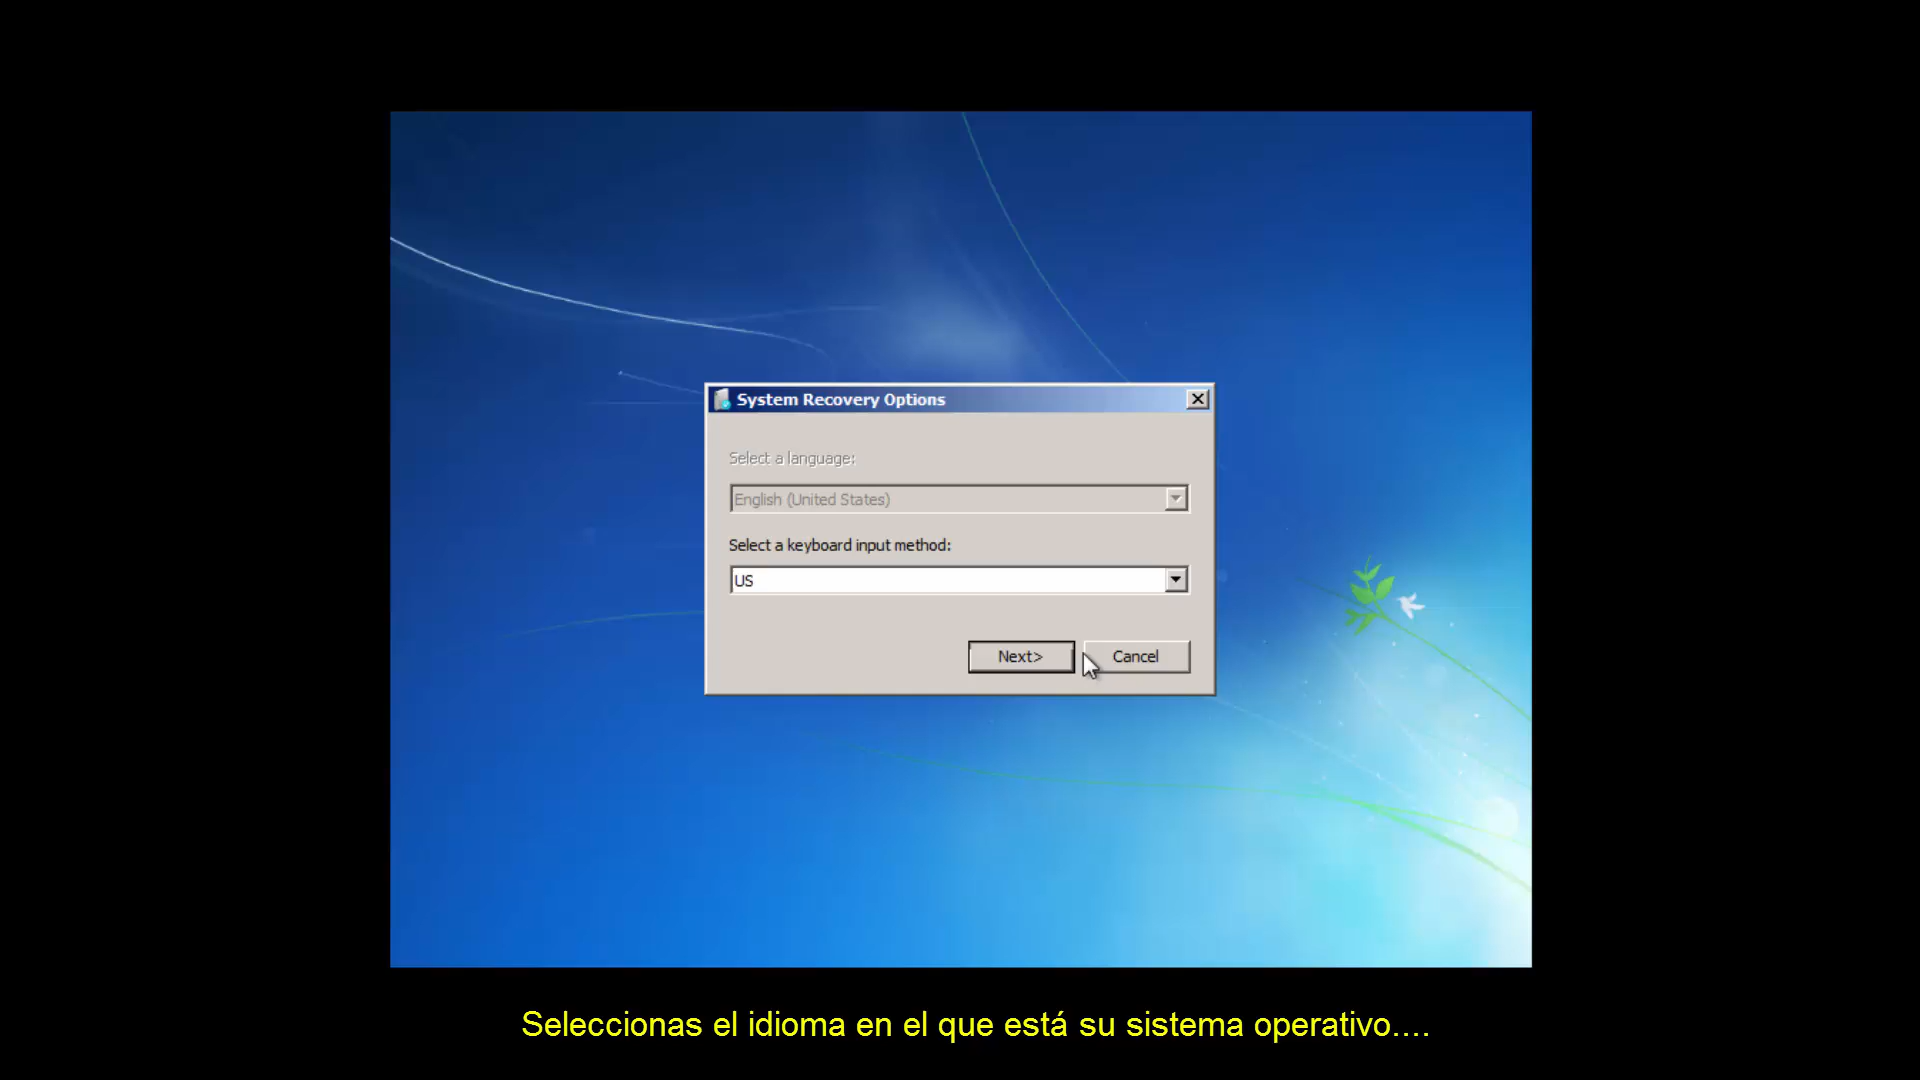 System Recovery Options
Select a language:
English (United States)
Select a keyboard input method:
US
Next>
Cancel
Seleccionas el idioma en el que está su sistema operativo....